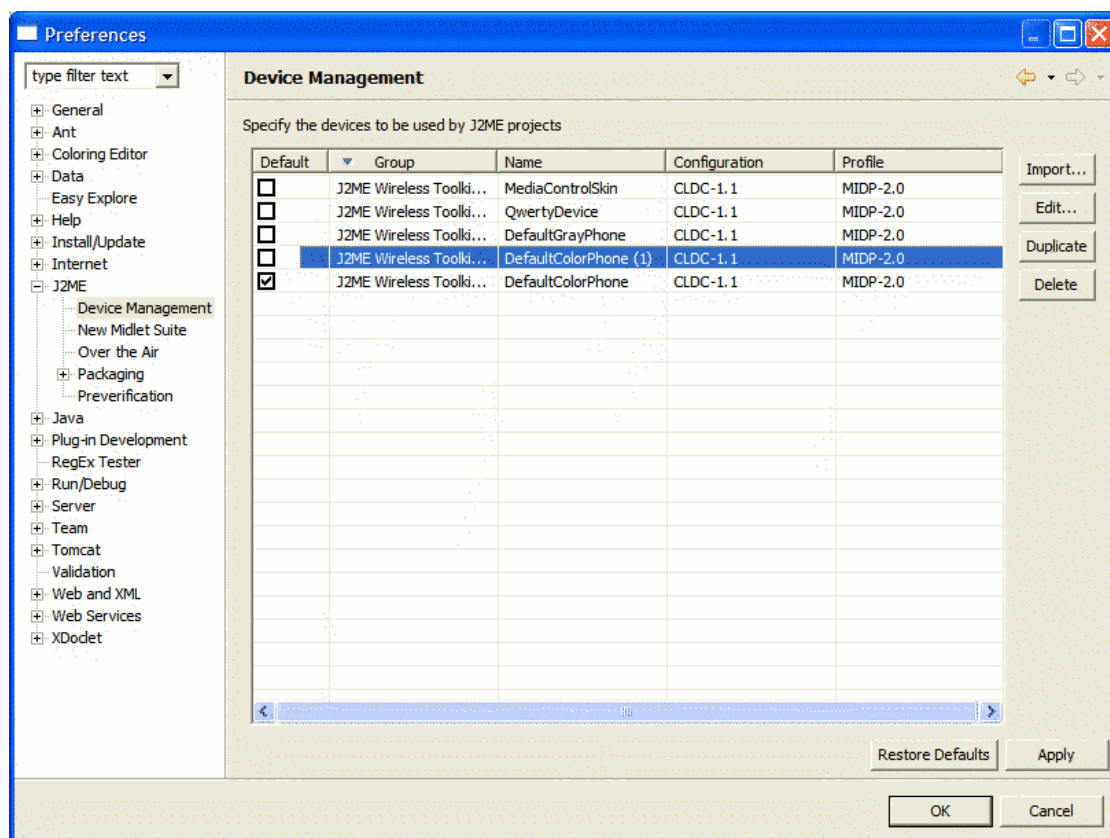 Preferences
type filter text
General
Ant
Coloring Editor
Data
Easy Explore
Help
Install/Update
Internet
J2ME
Device Management
New Midlet Suite
Over the Air
Packaging
Preverification
Java
Plug-in Development
RegEx Tester
Run/Debug
Server
Team
Tomcat
Validation
Web and XML
Web Services
XDoclet
Device Management
Specify the devices to be used by J2ME projects
Default Group Name Configuration Profile
J2ME Wireless Toolki... MediaControlSkin CLDC-1.1 MIDP-2.0
J2ME Wireless Toolki... QwertyDevice CLDC-1.1 MIDP-2.0
J2ME Wireless Toolki... DefaultGrayPhone CLDC-1.1 MIDP-2.0
J2ME Wireless Toolki... DefaultColorPhone (1) CLDC-1.1 MIDP-2.0
J2ME Wireless Toolki... DefaultColorPhone CLDC-1.1 MIDP-2.0
Import...
Edit...
Duplicate
Delete
Restore Defaults Apply
OK Cancel